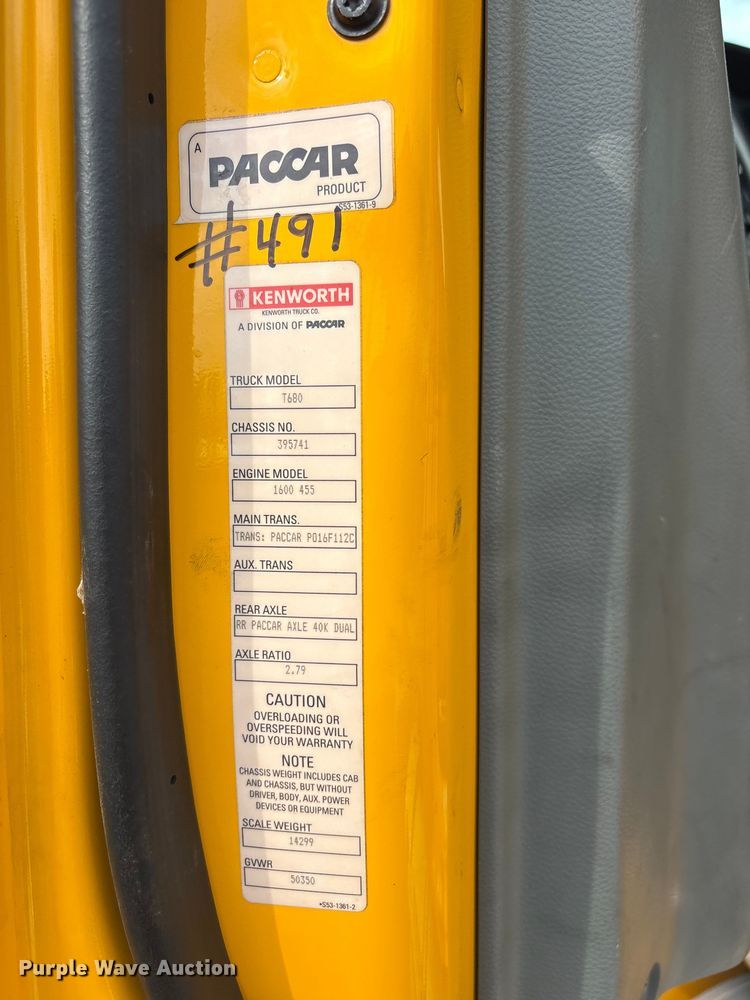 A
PACCAR
PRODUCT
S53-1361-9
#491
KENWORTH
KENWORTH TRUCK CO.
A DIVISION OF PACCAR
TRUCK MODEL
T680
CHASSIS NO.
395741
ENGINE MODEL
1600 455
MAIN TRANS.
TRANS: PACCAR PO16F112C
AUX. TRANS
REAR AXLE
RR PACCAR AXLE 40K DUAL
AXLE RATIO
2.79
CAUTION
OVERLOADING OR
OVERSPEEDING WILL
VOID YOUR WARRANTY
NOTE
CHASSIS WEIGHT INCLUDES CAB
AND CHASSIS, BUT WITHOUT
DRIVER, BODY, AUX. POWER
DEVICES OR EQUIPMENT
SCALE WEIGHT
14299
GVWR
50350
*S53-1361-2
Purple Wave Auction